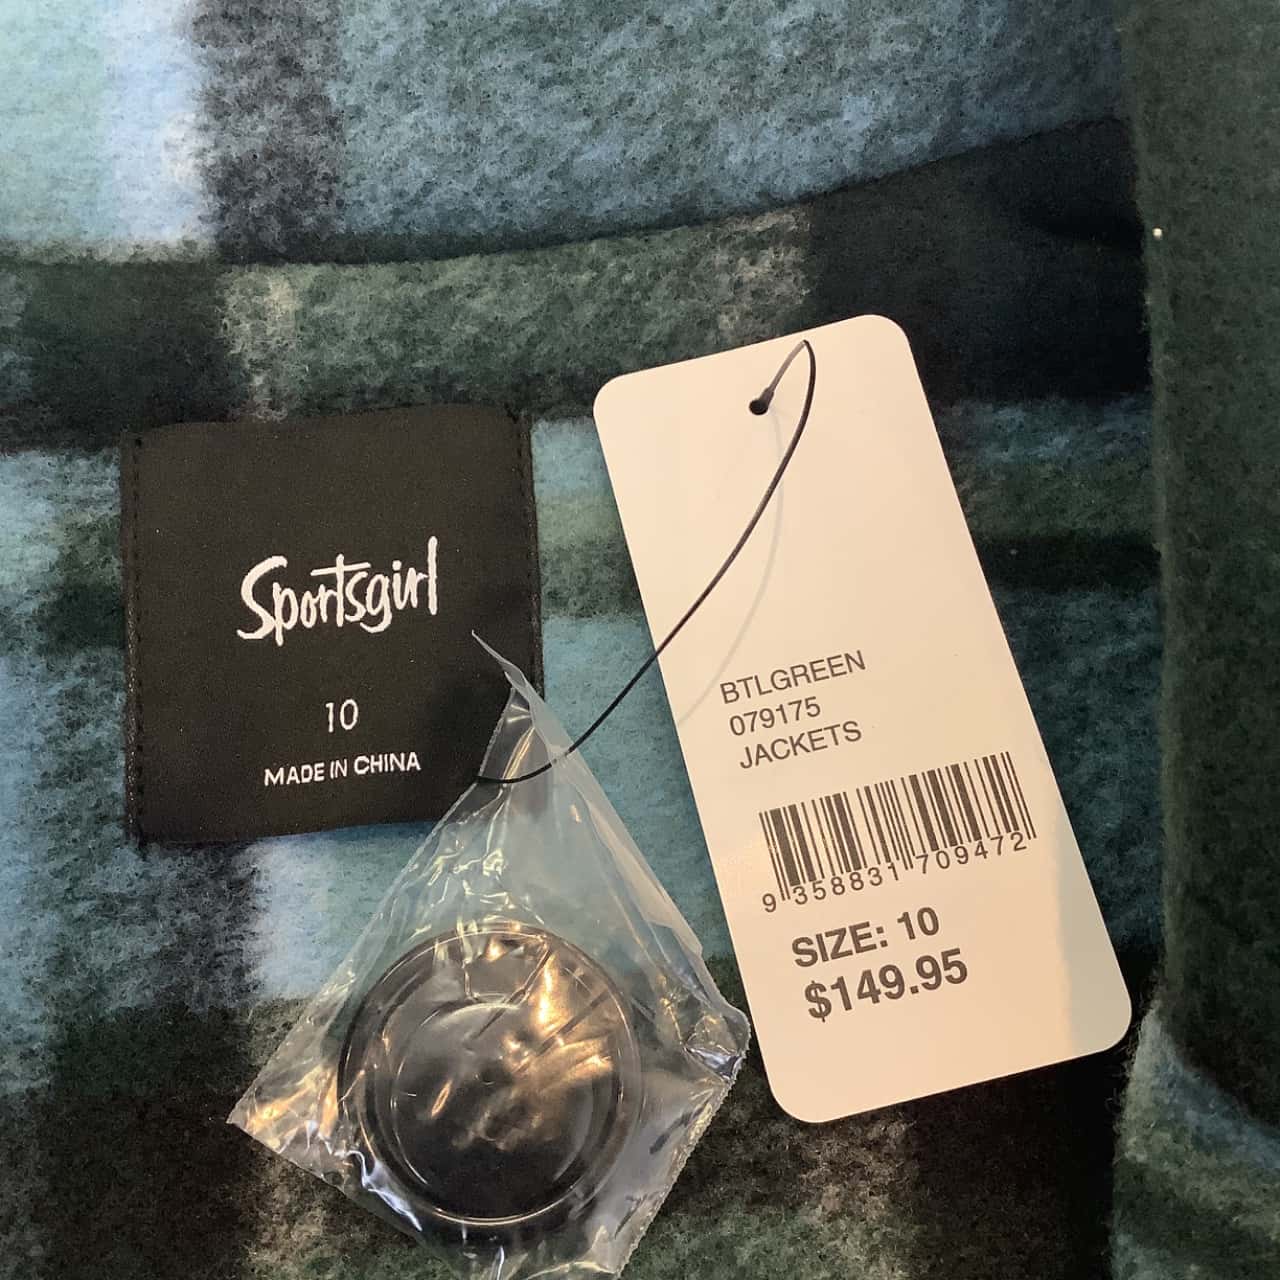 Sportsgirl
10
MADE IN CHINA
BTLGREEN
079175
JACKETS
9 358831 709472
SIZE: 10
$149.95